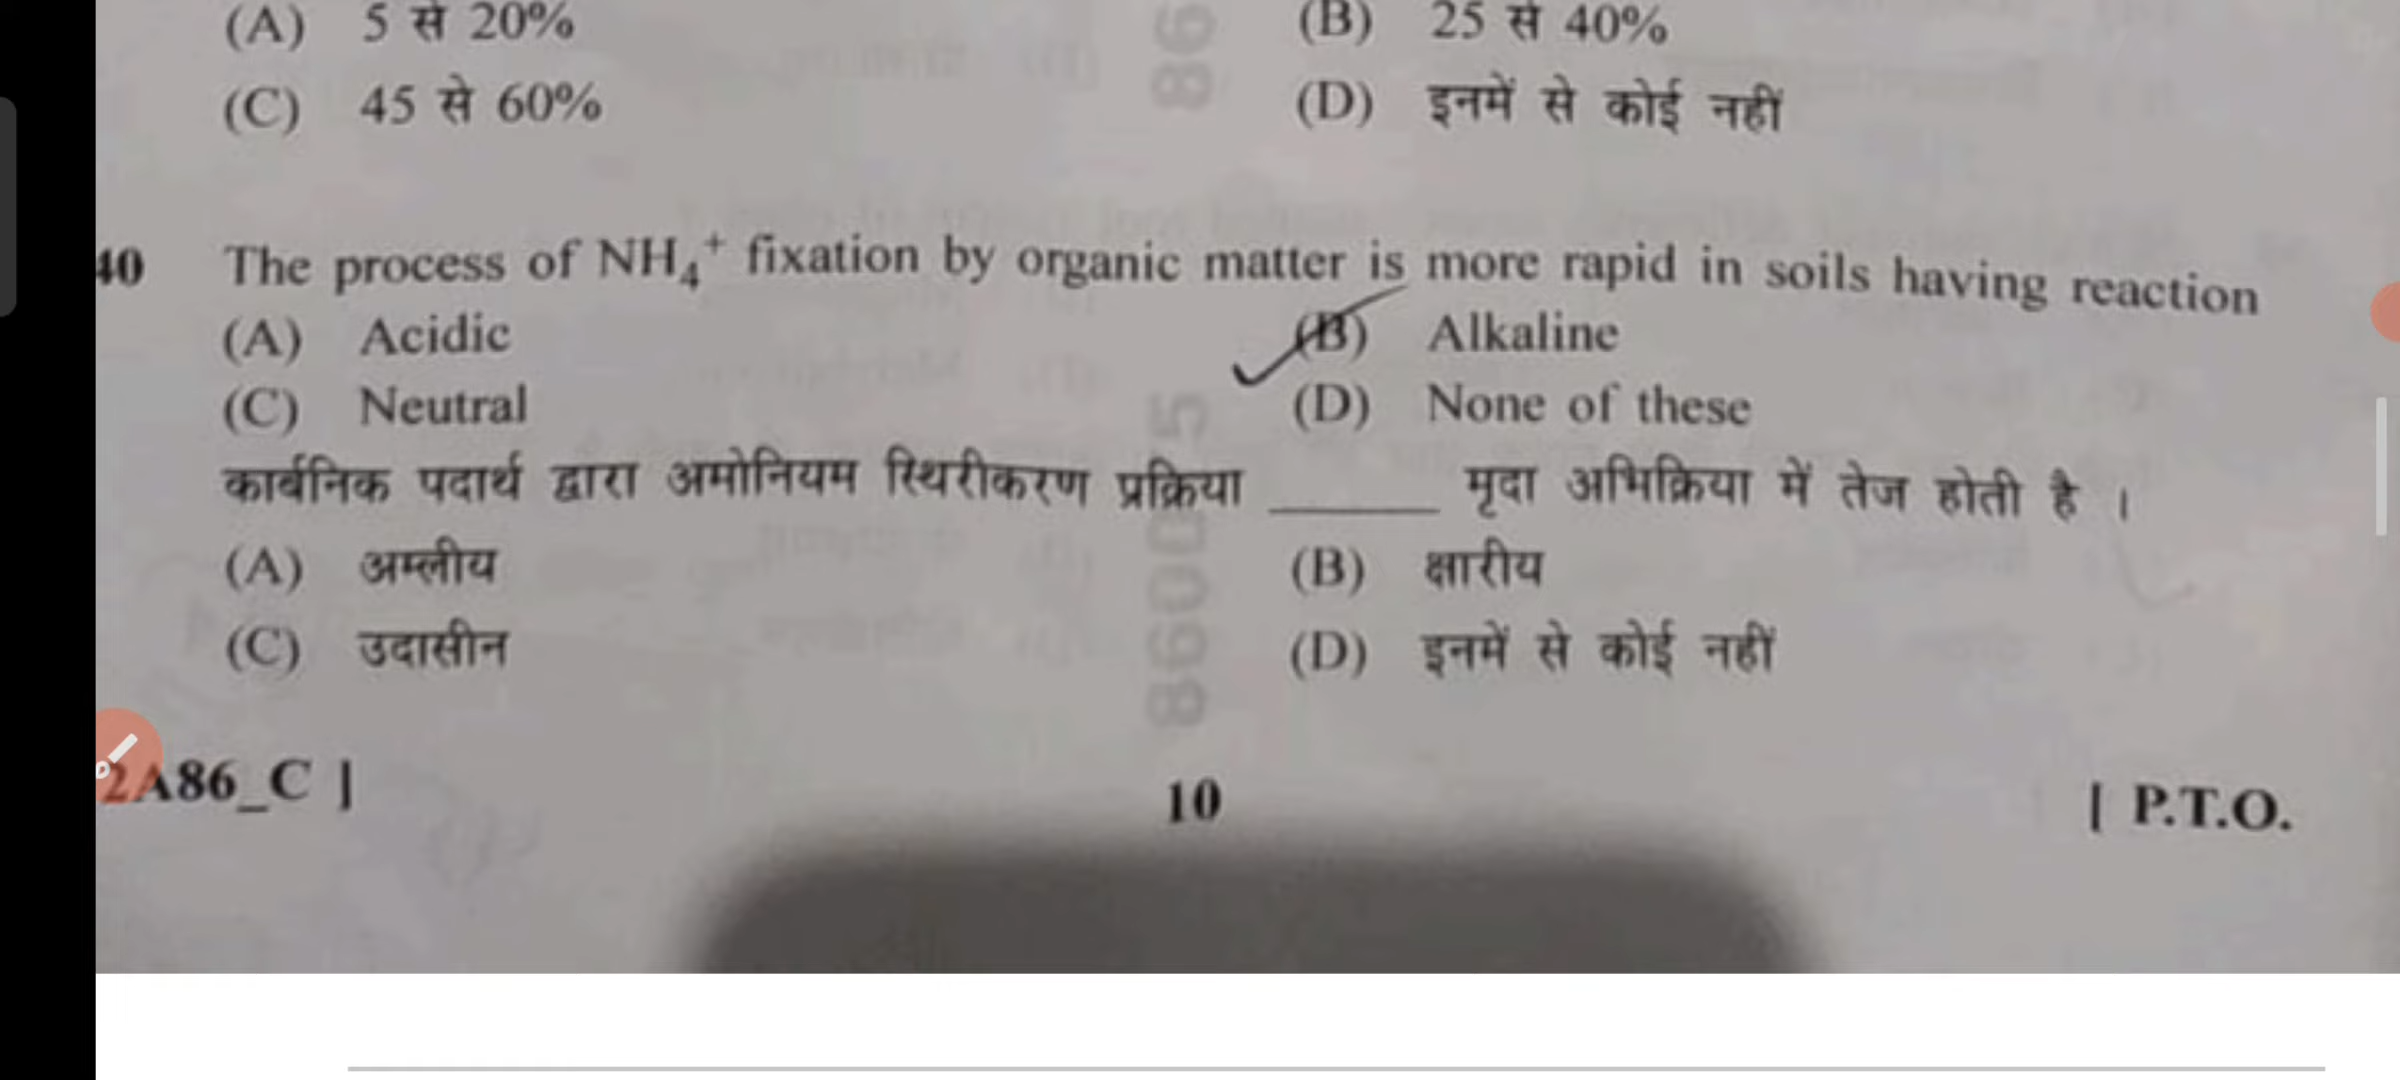 (A) 5 से 20% (B) 25 से 40%
(C) 45 से 60% (D) इनमें से कोई नहीं
40 The process of NH₄⁺ fixation by organic matter is more rapid in soils having reaction
(A) Acidic (B) Alkaline
(C) Neutral (D) None of these
कार्बनिक पदार्थ द्वारा अमोनियम स्थिरीकरण प्रक्रिया ______ मृदा अभिक्रिया में तेज होती है ।
(A) अम्लीय (B) क्षारीय
(C) उदासीन (D) इनमें से कोई नहीं
2A86_C ] 10 [ P.T.O.